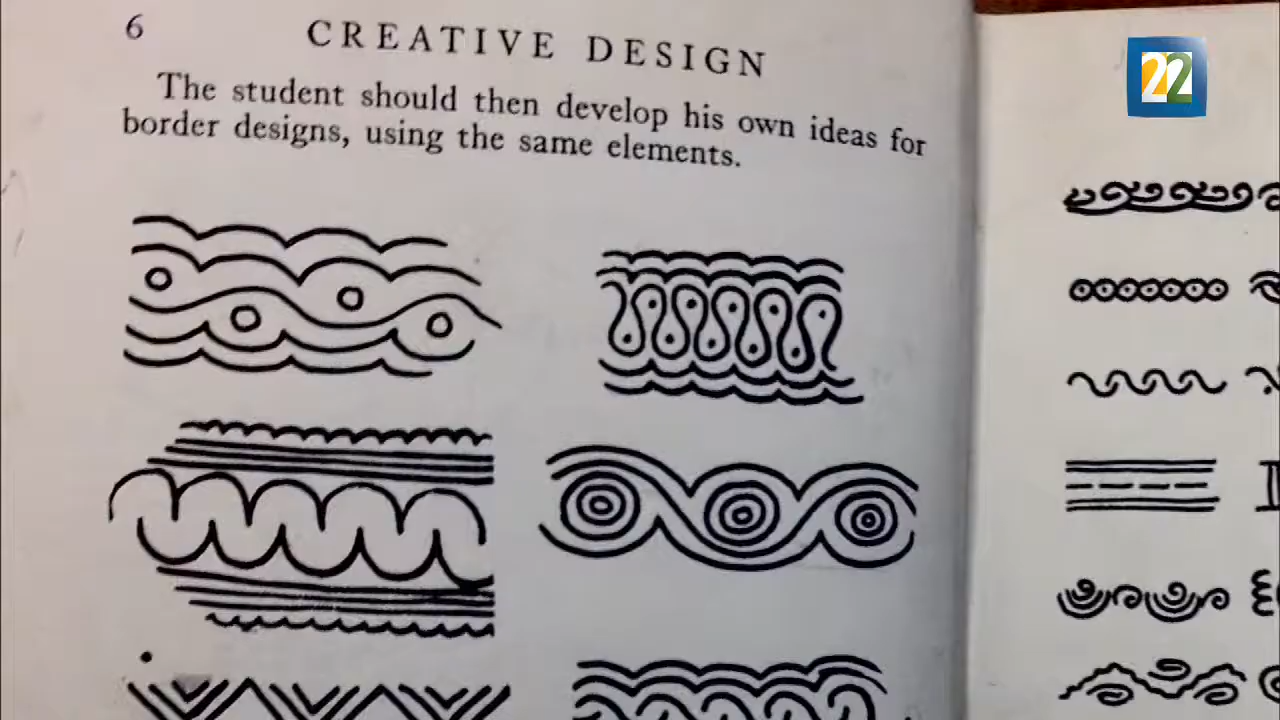 6 CREATIVE DESIGN
The student should then develop his own ideas for
border designs, using the same elements.
22